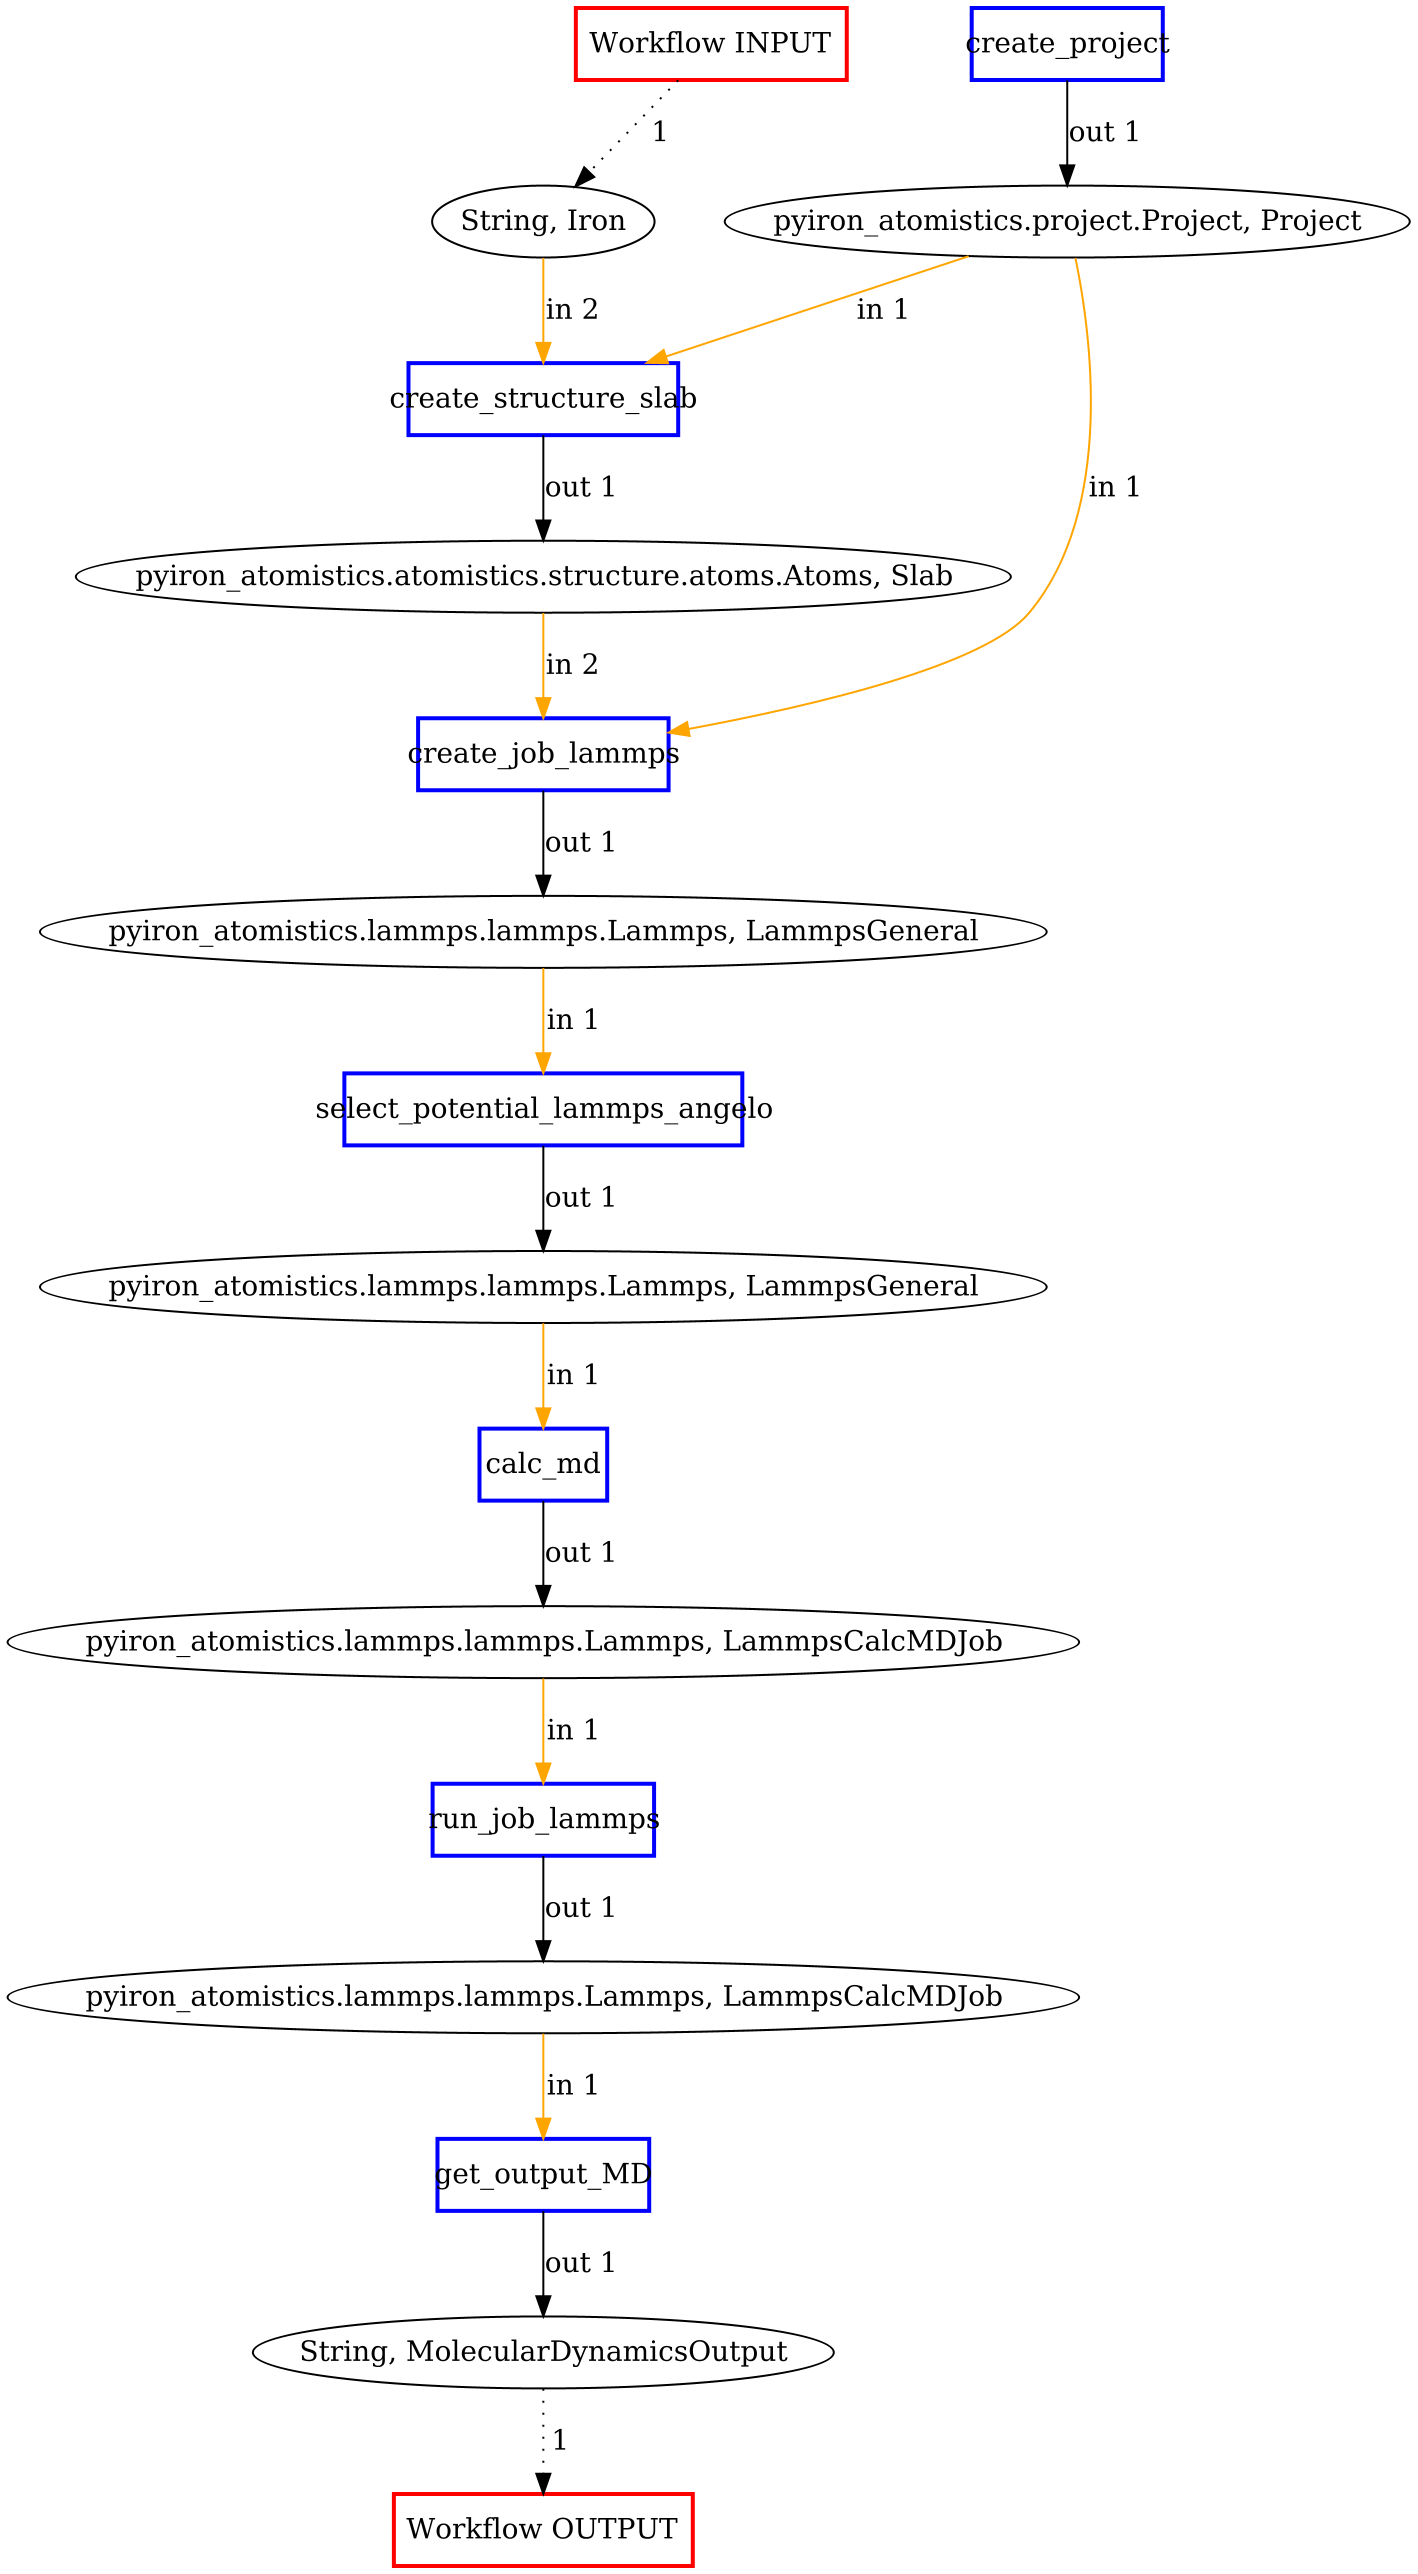 Workflow INPUT
create_project
1
out 1
String, Iron
pyiron_atomistics.project.Project, Project
in 2
in 1
create_structure_slab
out 1
in 1
pyiron_atomistics.atomistics.structure.atoms.Atoms, Slab
in 2
create_job_lammps
out 1
pyiron_atomistics.lammps.lammps.Lammps, LammpsGeneral
in 1
select_potential_lammps_angelo
out 1
pyiron_atomistics.lammps.lammps.Lammps, LammpsGeneral
in 1
calc_md
out 1
pyiron_atomistics.lammps.lammps.Lammps, LammpsCalcMDJob
in 1
run_job_lammps
out 1
pyiron_atomistics.lammps.lammps.Lammps, LammpsCalcMDJob
in 1
get_output_MD
out 1
String, MolecularDynamicsOutput
1
Workflow OUTPUT